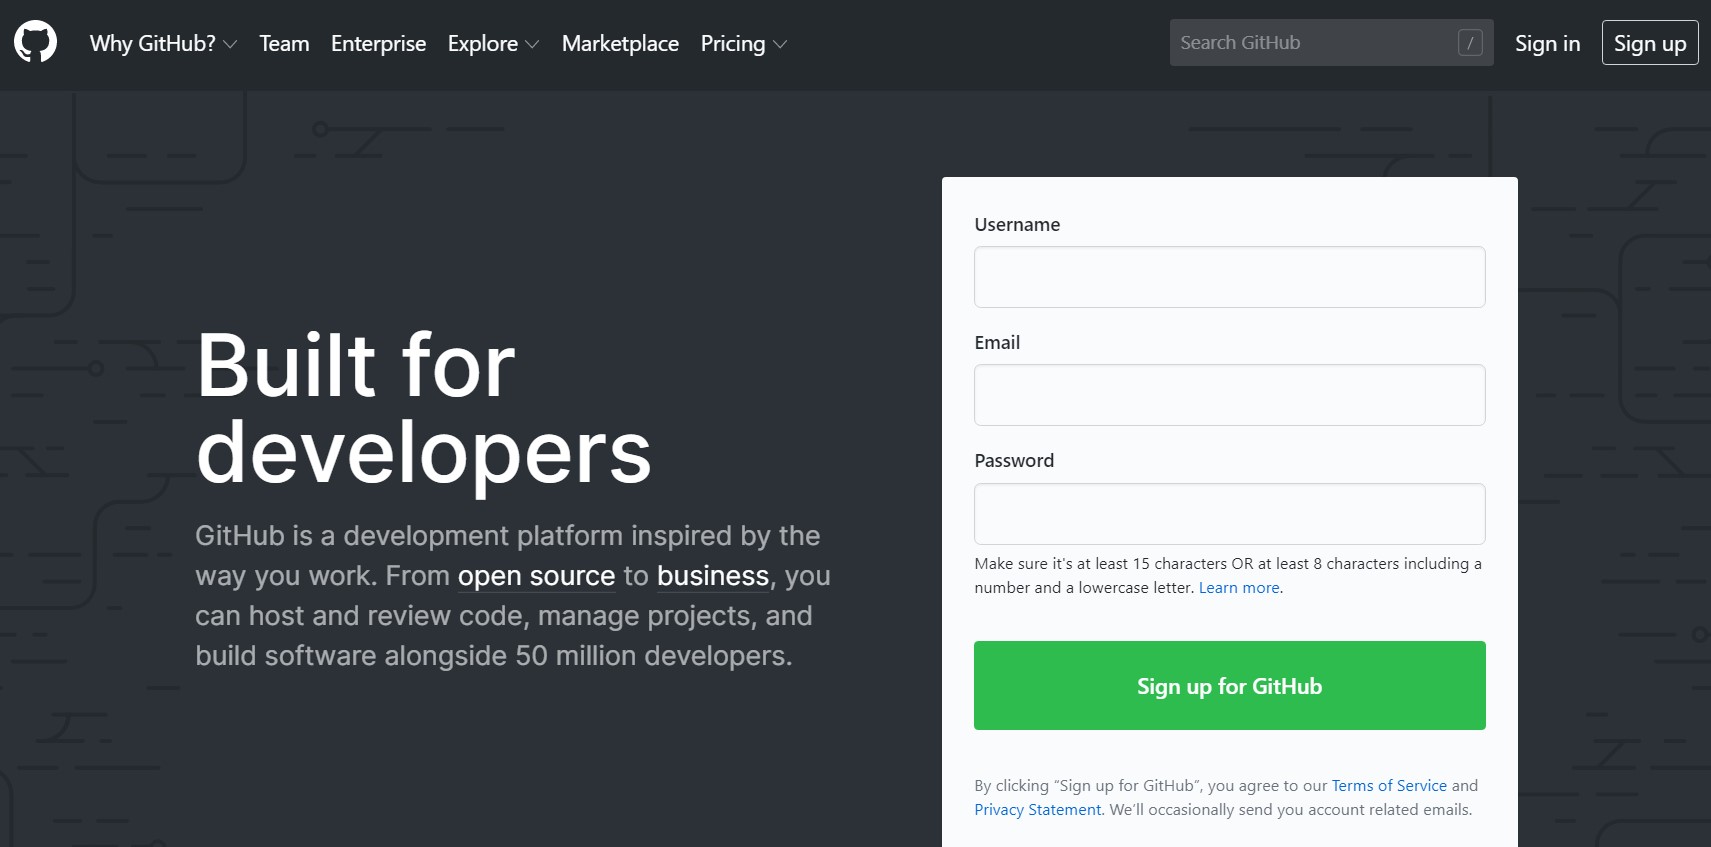 Why GitHub? Team Enterprise Explore Marketplace Pricing Search GitHub / Sign in Sign up
Built for
developers
GitHub is a development platform inspired by the
way you work. From open source to business, you
can host and review code, manage projects, and
build software alongside 50 million developers.
Username
Email
Password
Make sure it's at least 15 characters OR at least 8 characters including a
number and a lowercase letter. Learn more.
Sign up for GitHub
By clicking “Sign up for GitHub”, you agree to our Terms of Service and
Privacy Statement. We’ll occasionally send you account related emails.